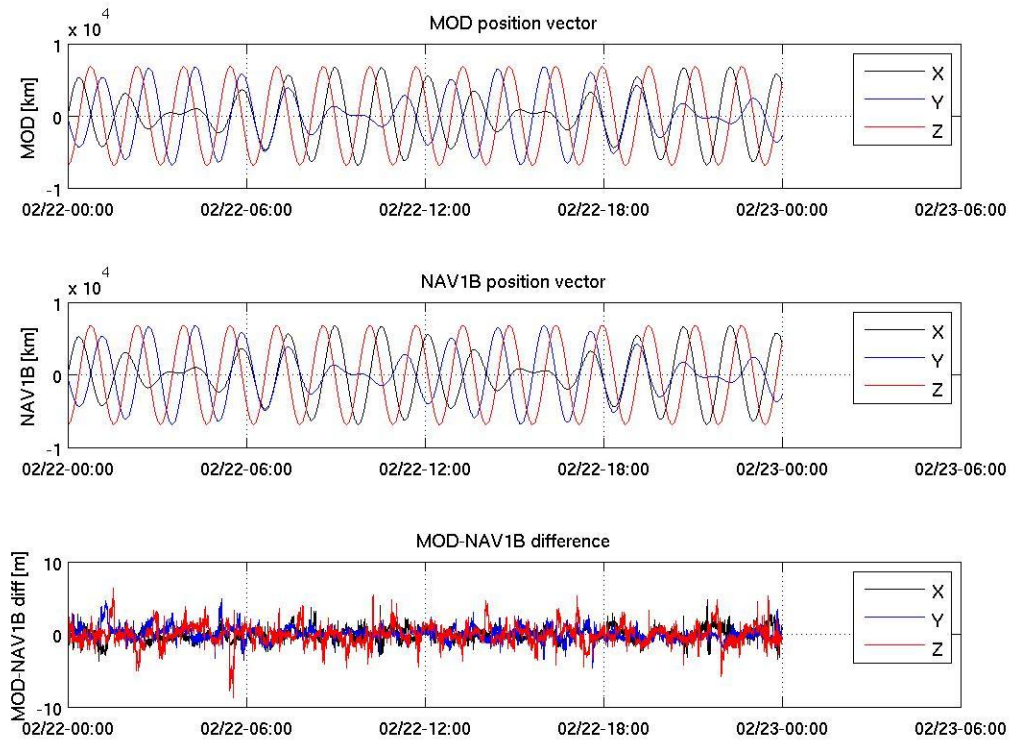 MOD position vector
x 10 4
MOD [km]
1
0
-1
02/22-00:00 02/22-06:00 02/22-12:00 02/22-18:00 02/23-00:00 02/23-06:00
X
Y
Z
NAV1B position vector
x 10 4
NAV1B [km]
1
0
-1
02/22-00:00 02/22-06:00 02/22-12:00 02/22-18:00 02/23-00:00 02/23-06:00
X
Y
Z
MOD-NAV1B difference
MOD-NAV1B diff [m]
10
0
-10
02/22-00:00 02/22-06:00 02/22-12:00 02/22-18:00 02/23-00:00 02/23-06:00
X
Y
Z